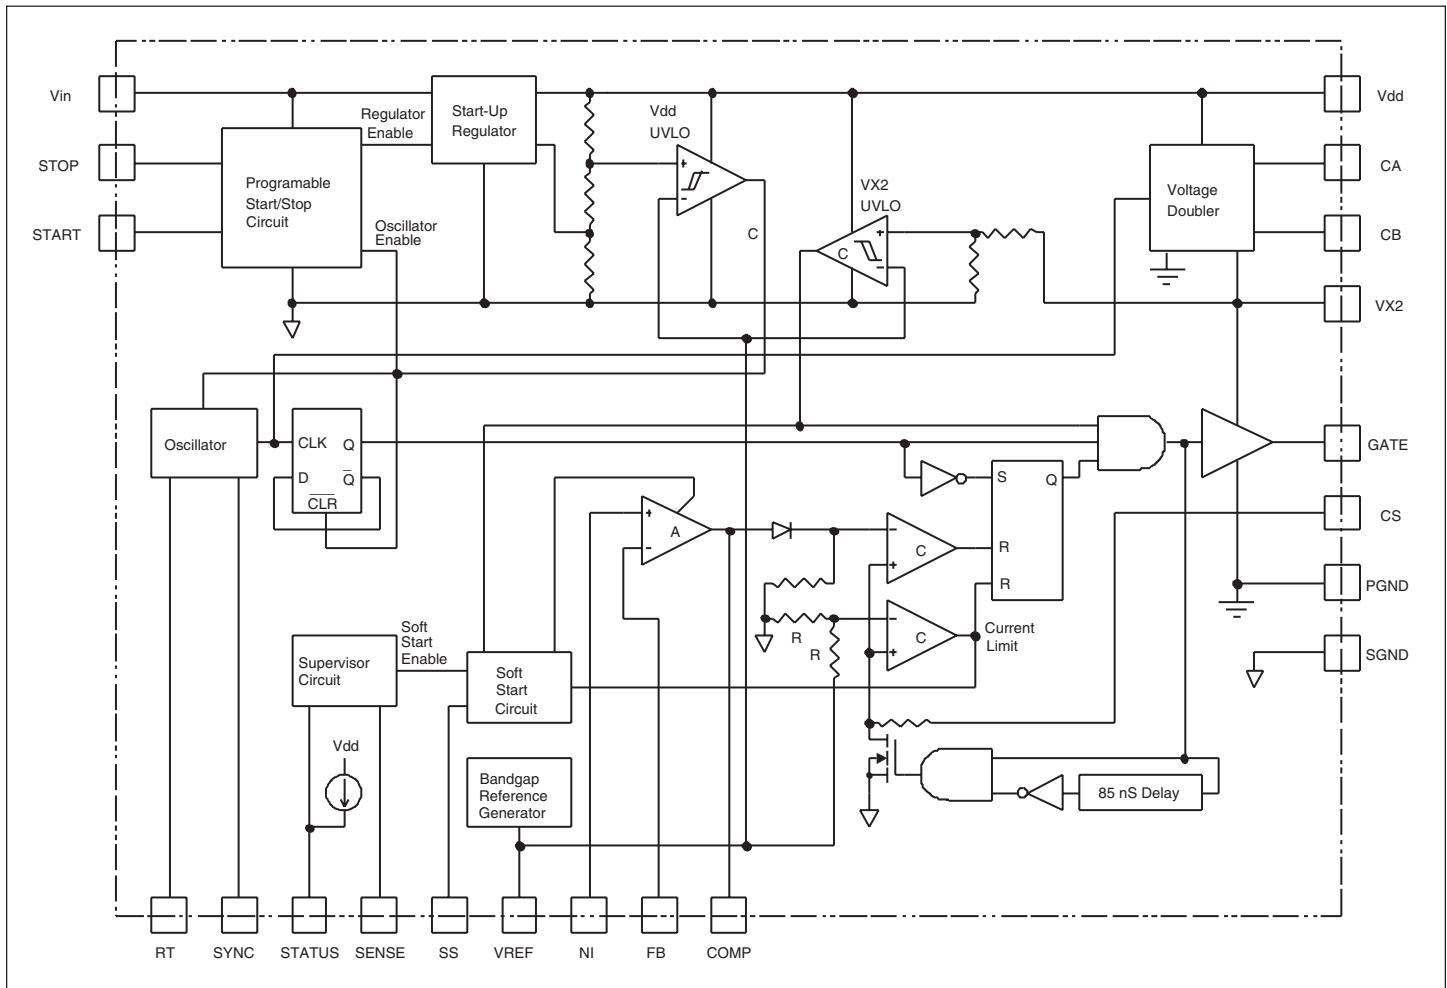 Vin
STOP
START
Programable
Start/Stop
Circuit
Regulator
Enable
Oscillator
Enable
Start-Up
Regulator
Vdd
UVLO
+
−
C
VX2
UVLO
+
−
C
Voltage
Doubler
Vdd
CA
CB
VX2
GATE
CS
PGND
SGND
Oscillator
CLK
Q
D
Q
CLR
+
−
A
−
+
C
−
+
C
S
Q
R
R
Current
Limit
R
R
Supervisor
Circuit
Soft
Start
Enable
Soft
Start
Circuit
Vdd
Bandgap
Reference
Generator
85 nS Delay
RT
SYNC
STATUS
SENSE
SS
VREF
NI
FB
COMP